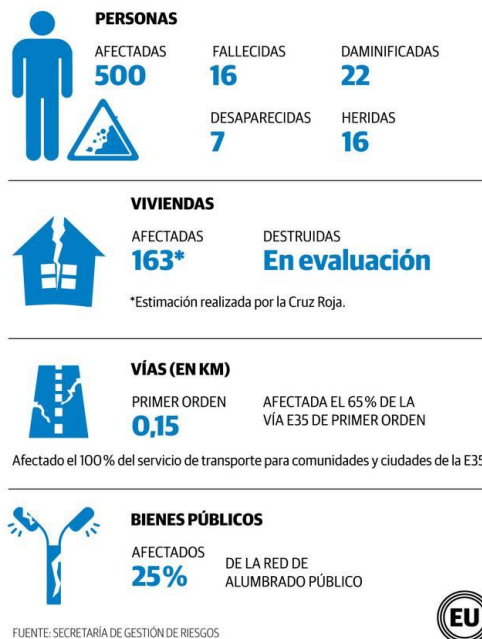 PERSONAS
AFECTADAS
500
FALLECIDAS
16
DAMINIFICADAS
22
DESAPARECIDAS
7
HERIDAS
16
VIVIENDAS
AFECTADAS
163*
DESTRUIDAS
En evaluación
*Estimación realizada por la Cruz Roja.
VÍAS (EN KM)
PRIMER ORDEN
0,15
AFECTADA EL 65% DE LA
VÍA E35 DE PRIMER ORDEN
Afectado el 100% del servicio de transporte para comunidades y ciudades de la E35
BIENES PÚBLICOS
AFECTADOS
25%
DE LA RED DE
ALUMBRADO PÚBLICO
FUENTE: SECRETARÍA DE GESTIÓN DE RIESGOS
EU